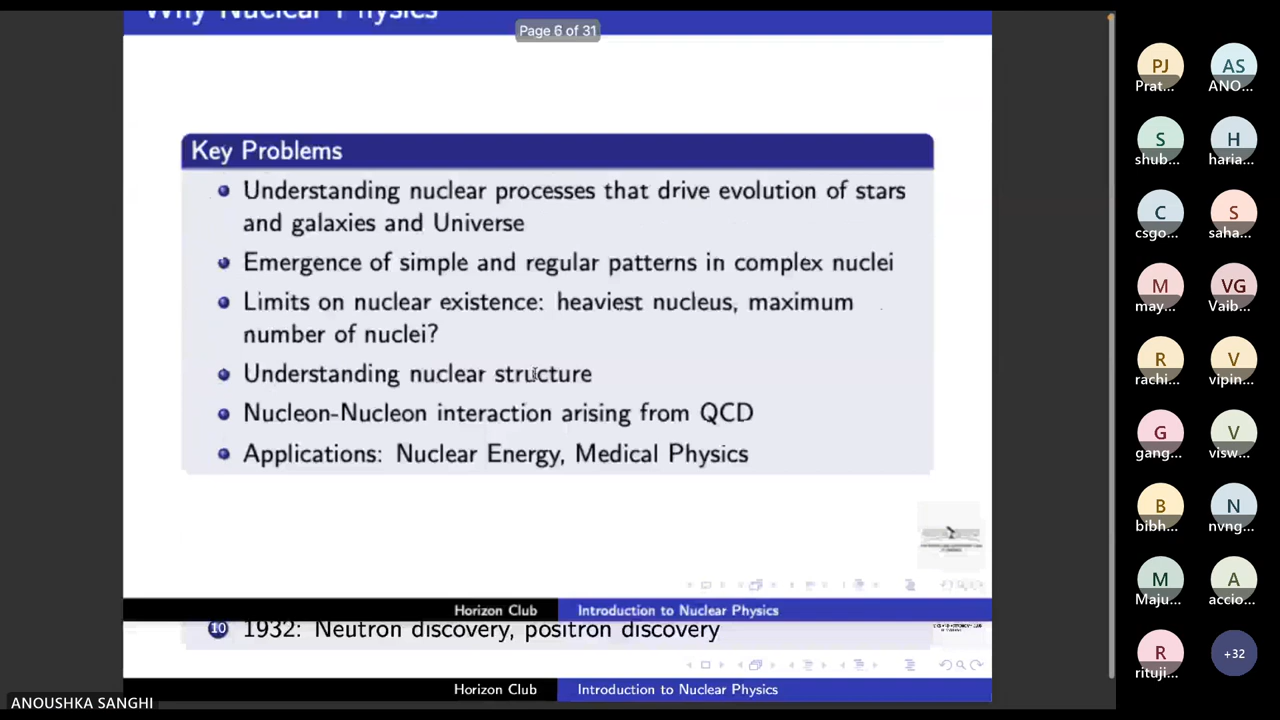 Why Nuclear Physics
Page 6 of 31
Key Problems
Understanding nuclear processes that drive evolution of stars
and galaxies and Universe
Emergence of simple and regular patterns in complex nuclei
Limits on nuclear existence: heaviest nucleus, maximum
number of nuclei?
Understanding nuclear structure
Nucleon-Nucleon interaction arising from QCD
Applications: Nuclear Energy, Medical Physics
Horizon Club Introduction to Nuclear Physics
10 1932: Neutron discovery, positron discovery
Horizon Club Introduction to Nuclear Physics
ANOUSHKA SANGHI
PJ AS
Prat... ANO...
S H
shub... haria...
C S
csgo... saha...
M VG
may... Vaib...
R V
rachi... vipin...
G V
gang... visw...
B N
bibh... nvng...
M A
Maju... accio...
R +32
rituji...